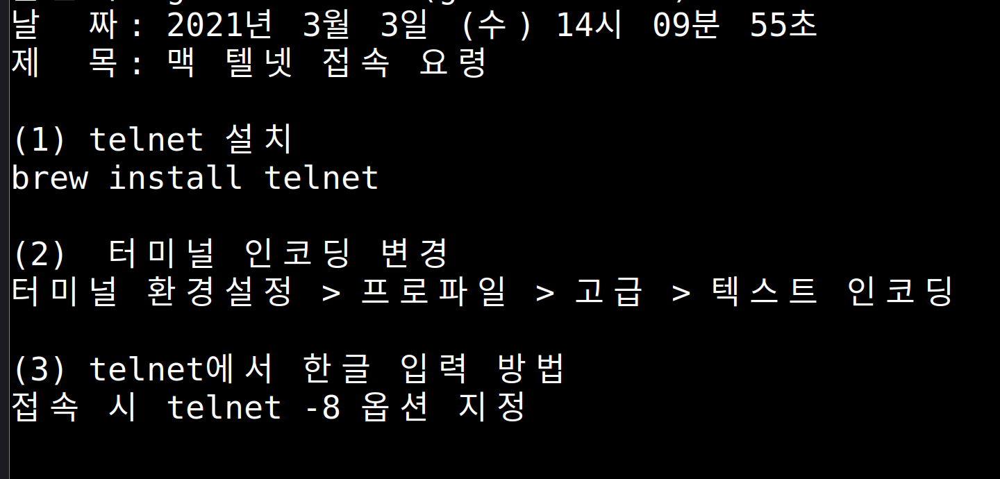 날 짜: 2021년 3월 3일 (수) 14시 09분 55초
제 목: 맥 텔넷 접속 요령
(1) telnet 설치
brew install telnet
(2) 터미널 인코딩 변경
터미널 환경설정 > 프로파일 > 고급 > 텍스트 인코딩
(3) telnet에서 한글 입력 방법
접속 시 telnet -8 옵션 지정